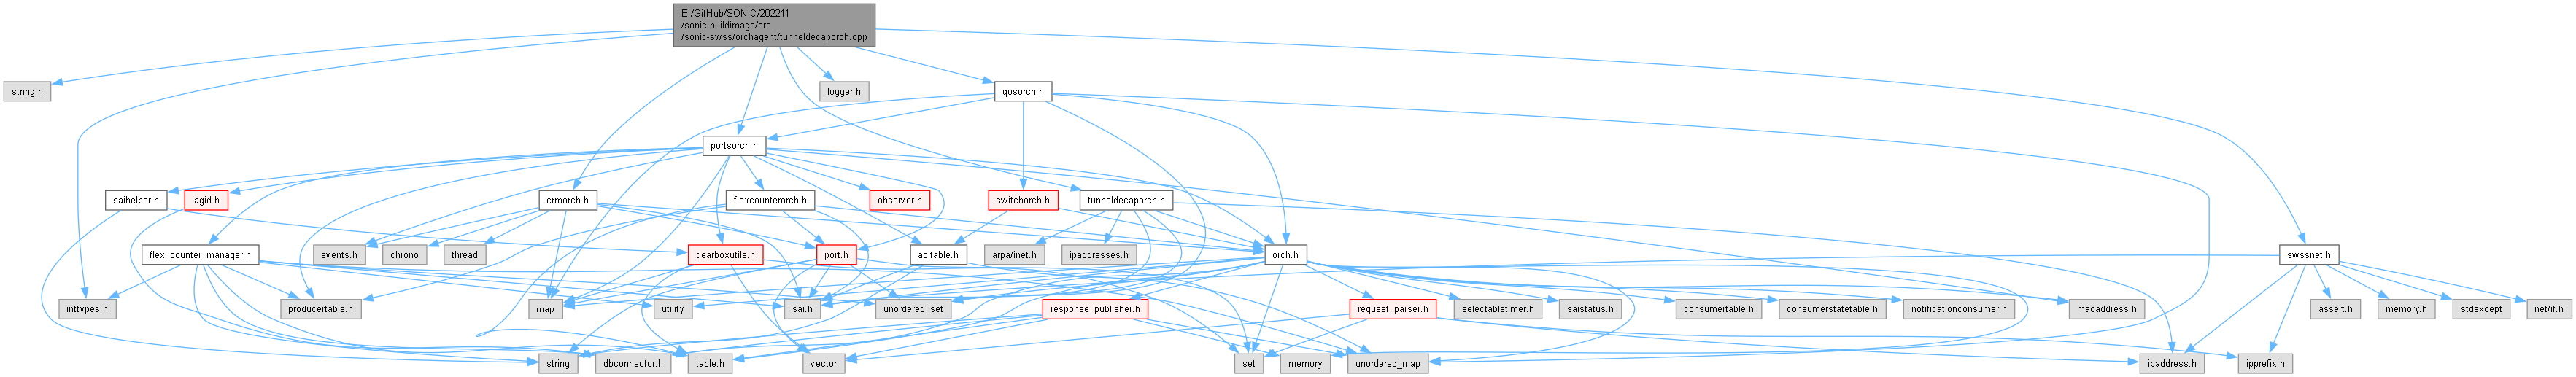 E:/GitHub/SONiC/202211
/sonic-buildimage/src
/sonic-swss/orchagent/tunneldecaporch.cpp
string.h
logger.h
qosorch.h
portsorch.h
saihelper.h
lagid.h
crmorch.h
flexcounterorch.h
observer.h
switchorch.h
tunneldecaporch.h
flex_counter_manager.h
events.h
chrono
thread
gearboxutils.h
port.h
acltable.h
arpa/inet.h
ipaddresses.h
orch.h
swssnet.h
inttypes.h
producertable.h
map
utility
sai.h
unordered_set
response_publisher.h
request_parser.h
selectabletimer.h
saistatus.h
consumertable.h
consumerstatetable.h
notificationconsumer.h
macaddress.h
assert.h
memory.h
stdexcept
net/if.h
string
dbconnector.h
table.h
vector
set
memory
unordered_map
ipaddress.h
ipprefix.h